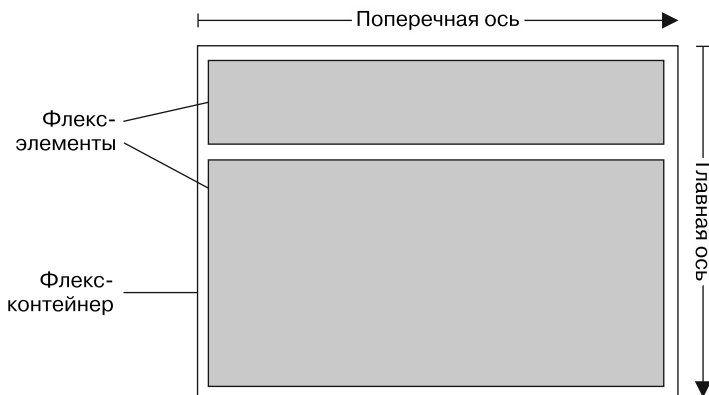 Поперечная ось
Флекс-
элементы
Главная ось
Флекс-
контейнер